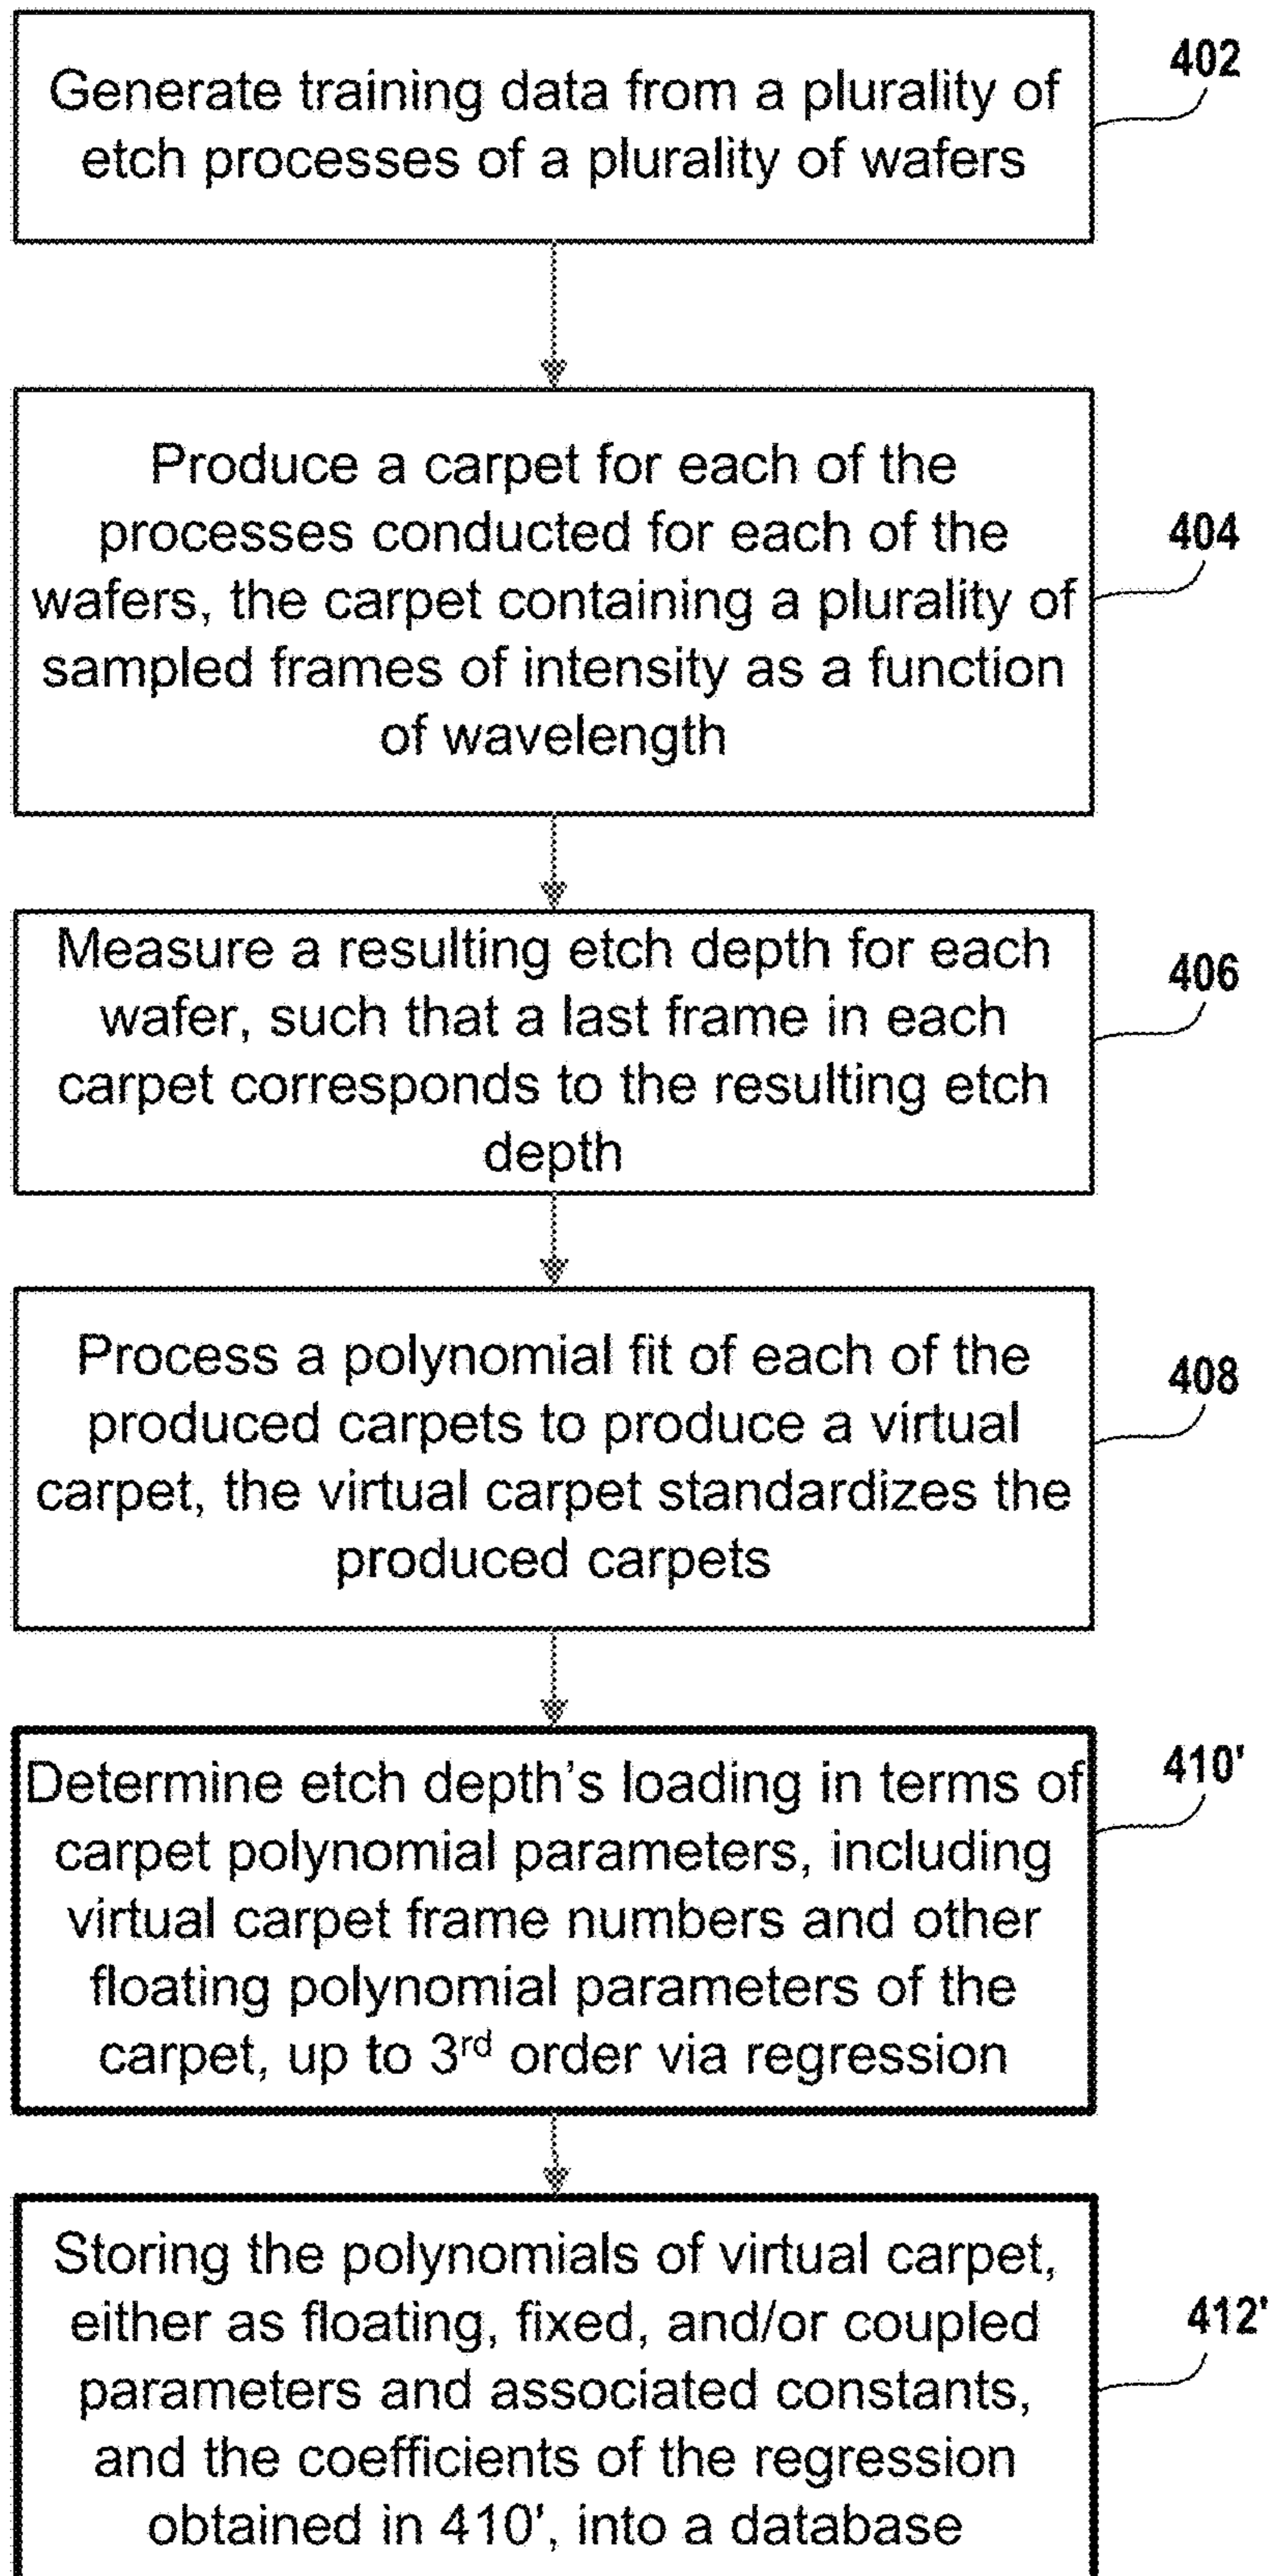 Generate training data from a plurality of
etch processes of a plurality of wafers
402
Produce a carpet for each of the
processes conducted for each of the
wafers, the carpet containing a plurality of
sampled frames of intensity as a function
of wavelength
404
Measure a resulting etch depth for each
wafer, such that a last frame in each
carpet corresponds to the resulting etch
depth
406
Process a polynomial fit of each of the
produced carpets to produce a virtual
carpet, the virtual carpet standardizes the
produced carpets
408
Determine etch depth's loading in terms of
carpet polynomial parameters, including
virtual carpet frame numbers and other
floating polynomial parameters of the
carpet, up to 3rd order via regression
410'
Storing the polynomials of virtual carpet,
either as floating, fixed, and/or coupled
parameters and associated constants,
and the coefficients of the regression
obtained in 410', into a database
412'